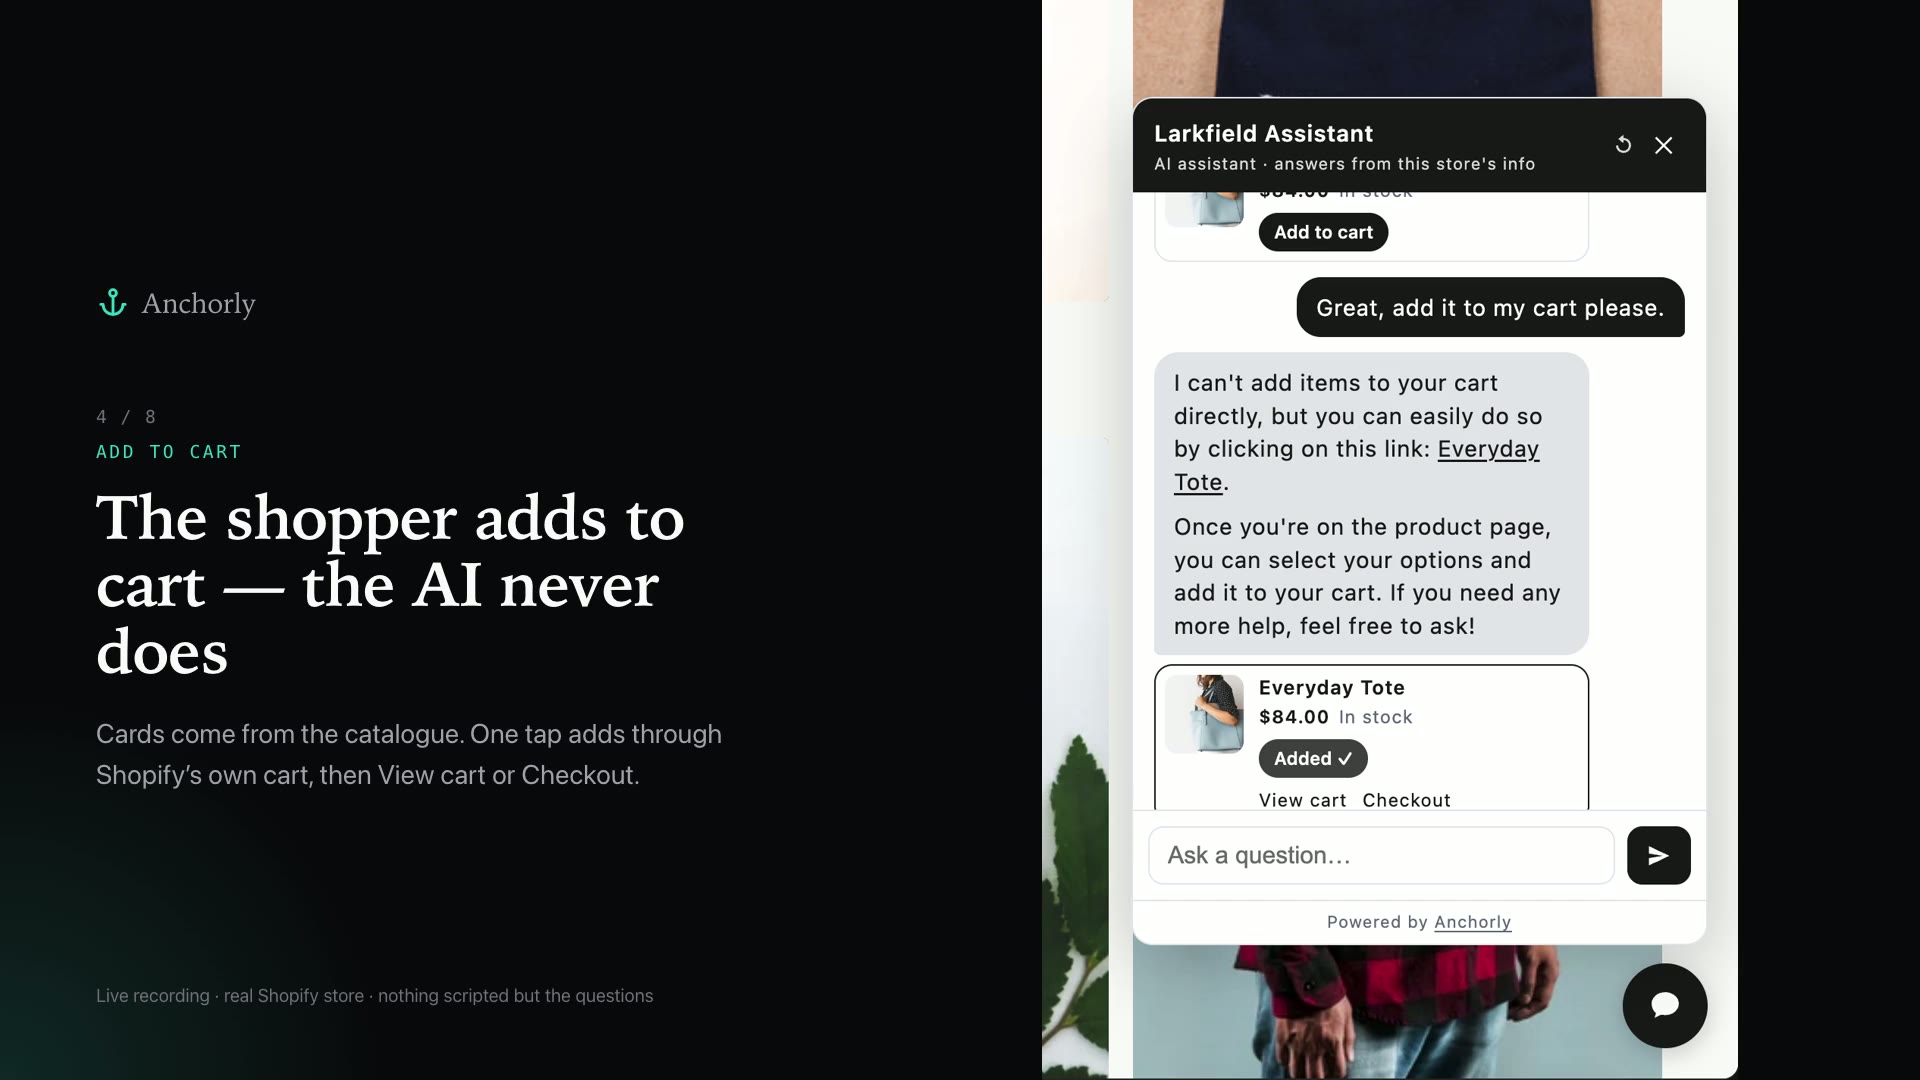 Anchorly
4 / 8
ADD TO CART
The shopper adds to
cart — the AI never
does
Cards come from the catalogue. One tap adds through
Shopify’s own cart, then View cart or Checkout.
Live recording · real Shopify store · nothing scripted but the questions
Larkfield Assistant
AI assistant · answers from this store's info
$84.00 In stock
Add to cart
Great, add it to my cart please.
I can't add items to your cart
directly, but you can easily do so
by clicking on this link: Everyday
Tote.
Once you're on the product page,
you can select your options and
add it to your cart. If you need any
more help, feel free to ask!
Everyday Tote
$84.00 In stock
Added ✓
View cart Checkout
Ask a question...
Powered by Anchorly